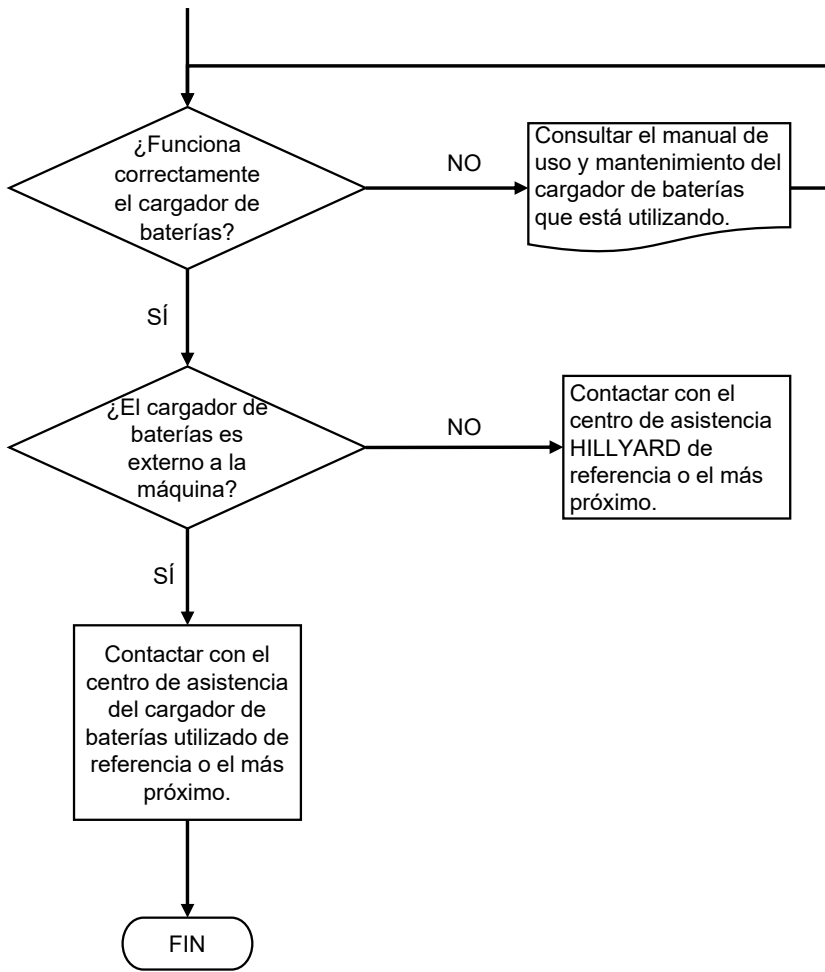 ¿Funciona
correctamente
el cargador de
baterías?
NO
Consultar el manual de
uso y mantenimiento del
cargador de baterías
que está utilizando.
SÍ
¿El cargador de
baterías es
externo a la
máquina?
NO
Contactar con el
centro de asistencia
HILLYARD de
referencia o el más
próximo.
SÍ
Contactar con el
centro de asistencia
del cargador de
baterías utilizado de
referencia o el más
próximo.
FIN